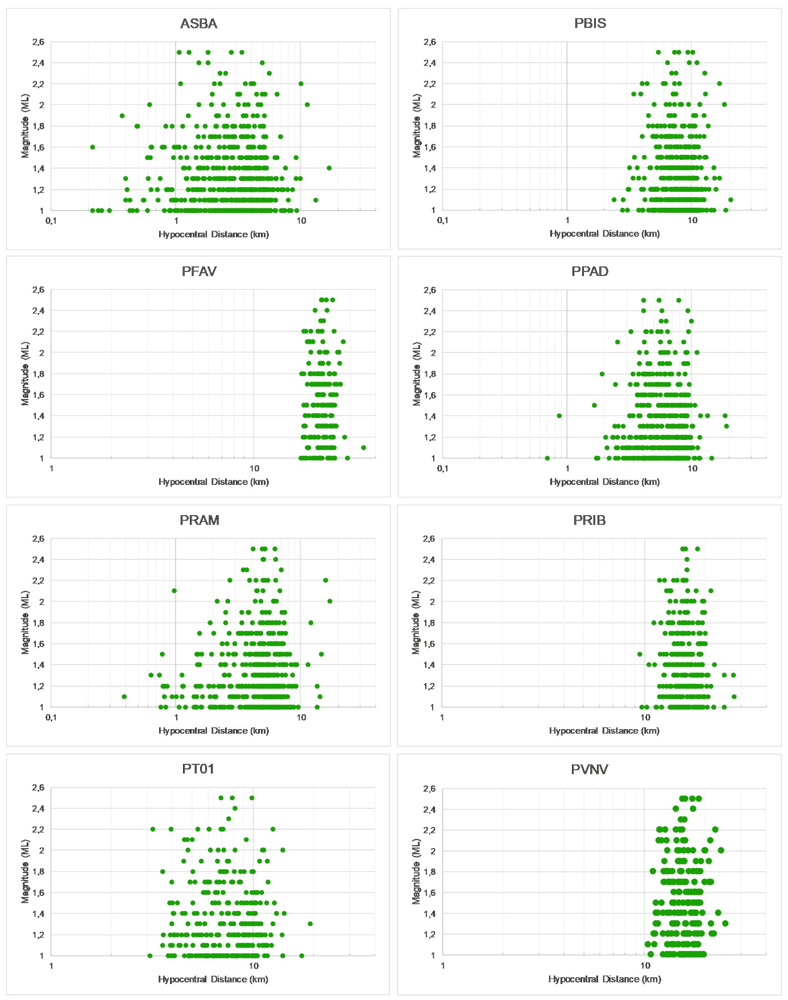 ASBA
2,6
2,4
2,2
2
1,8
1,6
1,4
1,2
1
Magnitude (ML)
0,1 1 10
Hypocentral Distance (km)
PBIS
2,6
2,4
2,2
2
1,8
1,6
1,4
1,2
1
Magnitude (ML)
0,1 1 10
Hypocentral Distance (km)
PFAV
2,6
2,4
2,2
2
1,8
1,6
1,4
1,2
1
Magnitude (ML)
1 10
Hypocentral Distance (km)
PPAD
2,6
2,4
2,2
2
1,8
1,6
1,4
1,2
1
Magnitude (ML)
0,1 1 10
Hypocentral Distance (km)
PRAM
2,6
2,4
2,2
2
1,8
1,6
1,4
1,2
1
Magnitude (ML)
0,1 1 10
Hypocentral Distance (km)
PRIB
2,6
2,4
2,2
2
1,8
1,6
1,4
1,2
1
Magnitude (ML)
1 10
Hypocentral Distance (km)
PT01
2,6
2,4
2,2
2
1,8
1,6
1,4
1,2
1
Magnitude (ML)
1 10
Hypocentral Distance (km)
PVNV
2,6
2,4
2,2
2
1,8
1,6
1,4
1,2
1
Magnitude (ML)
1 10
Hypocentral Distance (km)